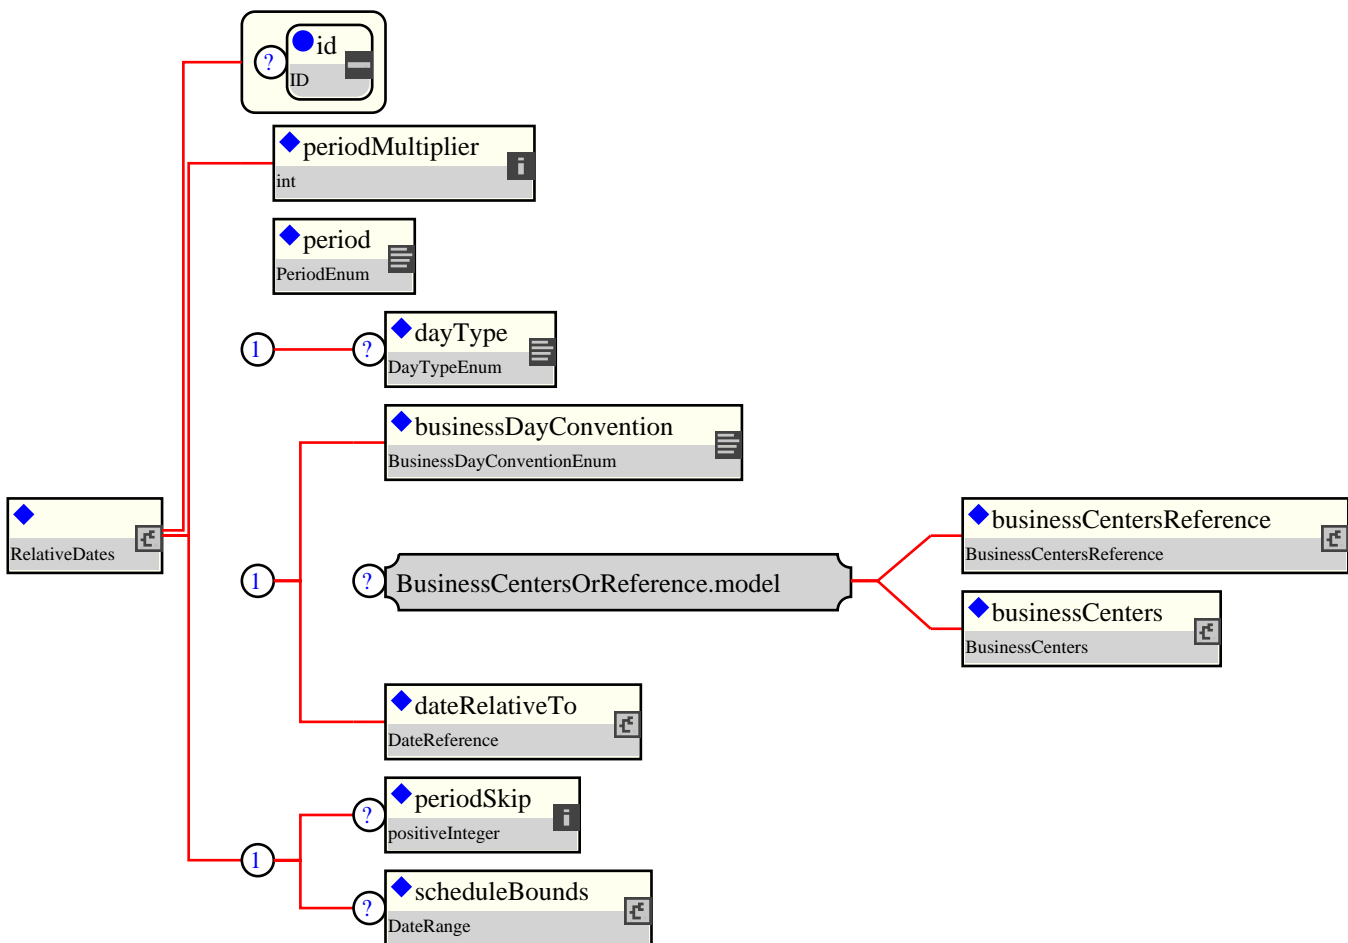 ? id
ID
periodMultiplier
i
int
period
PeriodEnum
1 ? dayType
DayTypeEnum
businessDayConvention
BusinessDayConventionEnum
RelativeDates
businessCentersReference
BusinessCentersReference
1 ? BusinessCentersOrReference.model
businessCenters
BusinessCenters
dateRelativeTo
DateReference
? periodSkip
i
positiveInteger
1
? scheduleBounds
DateRange